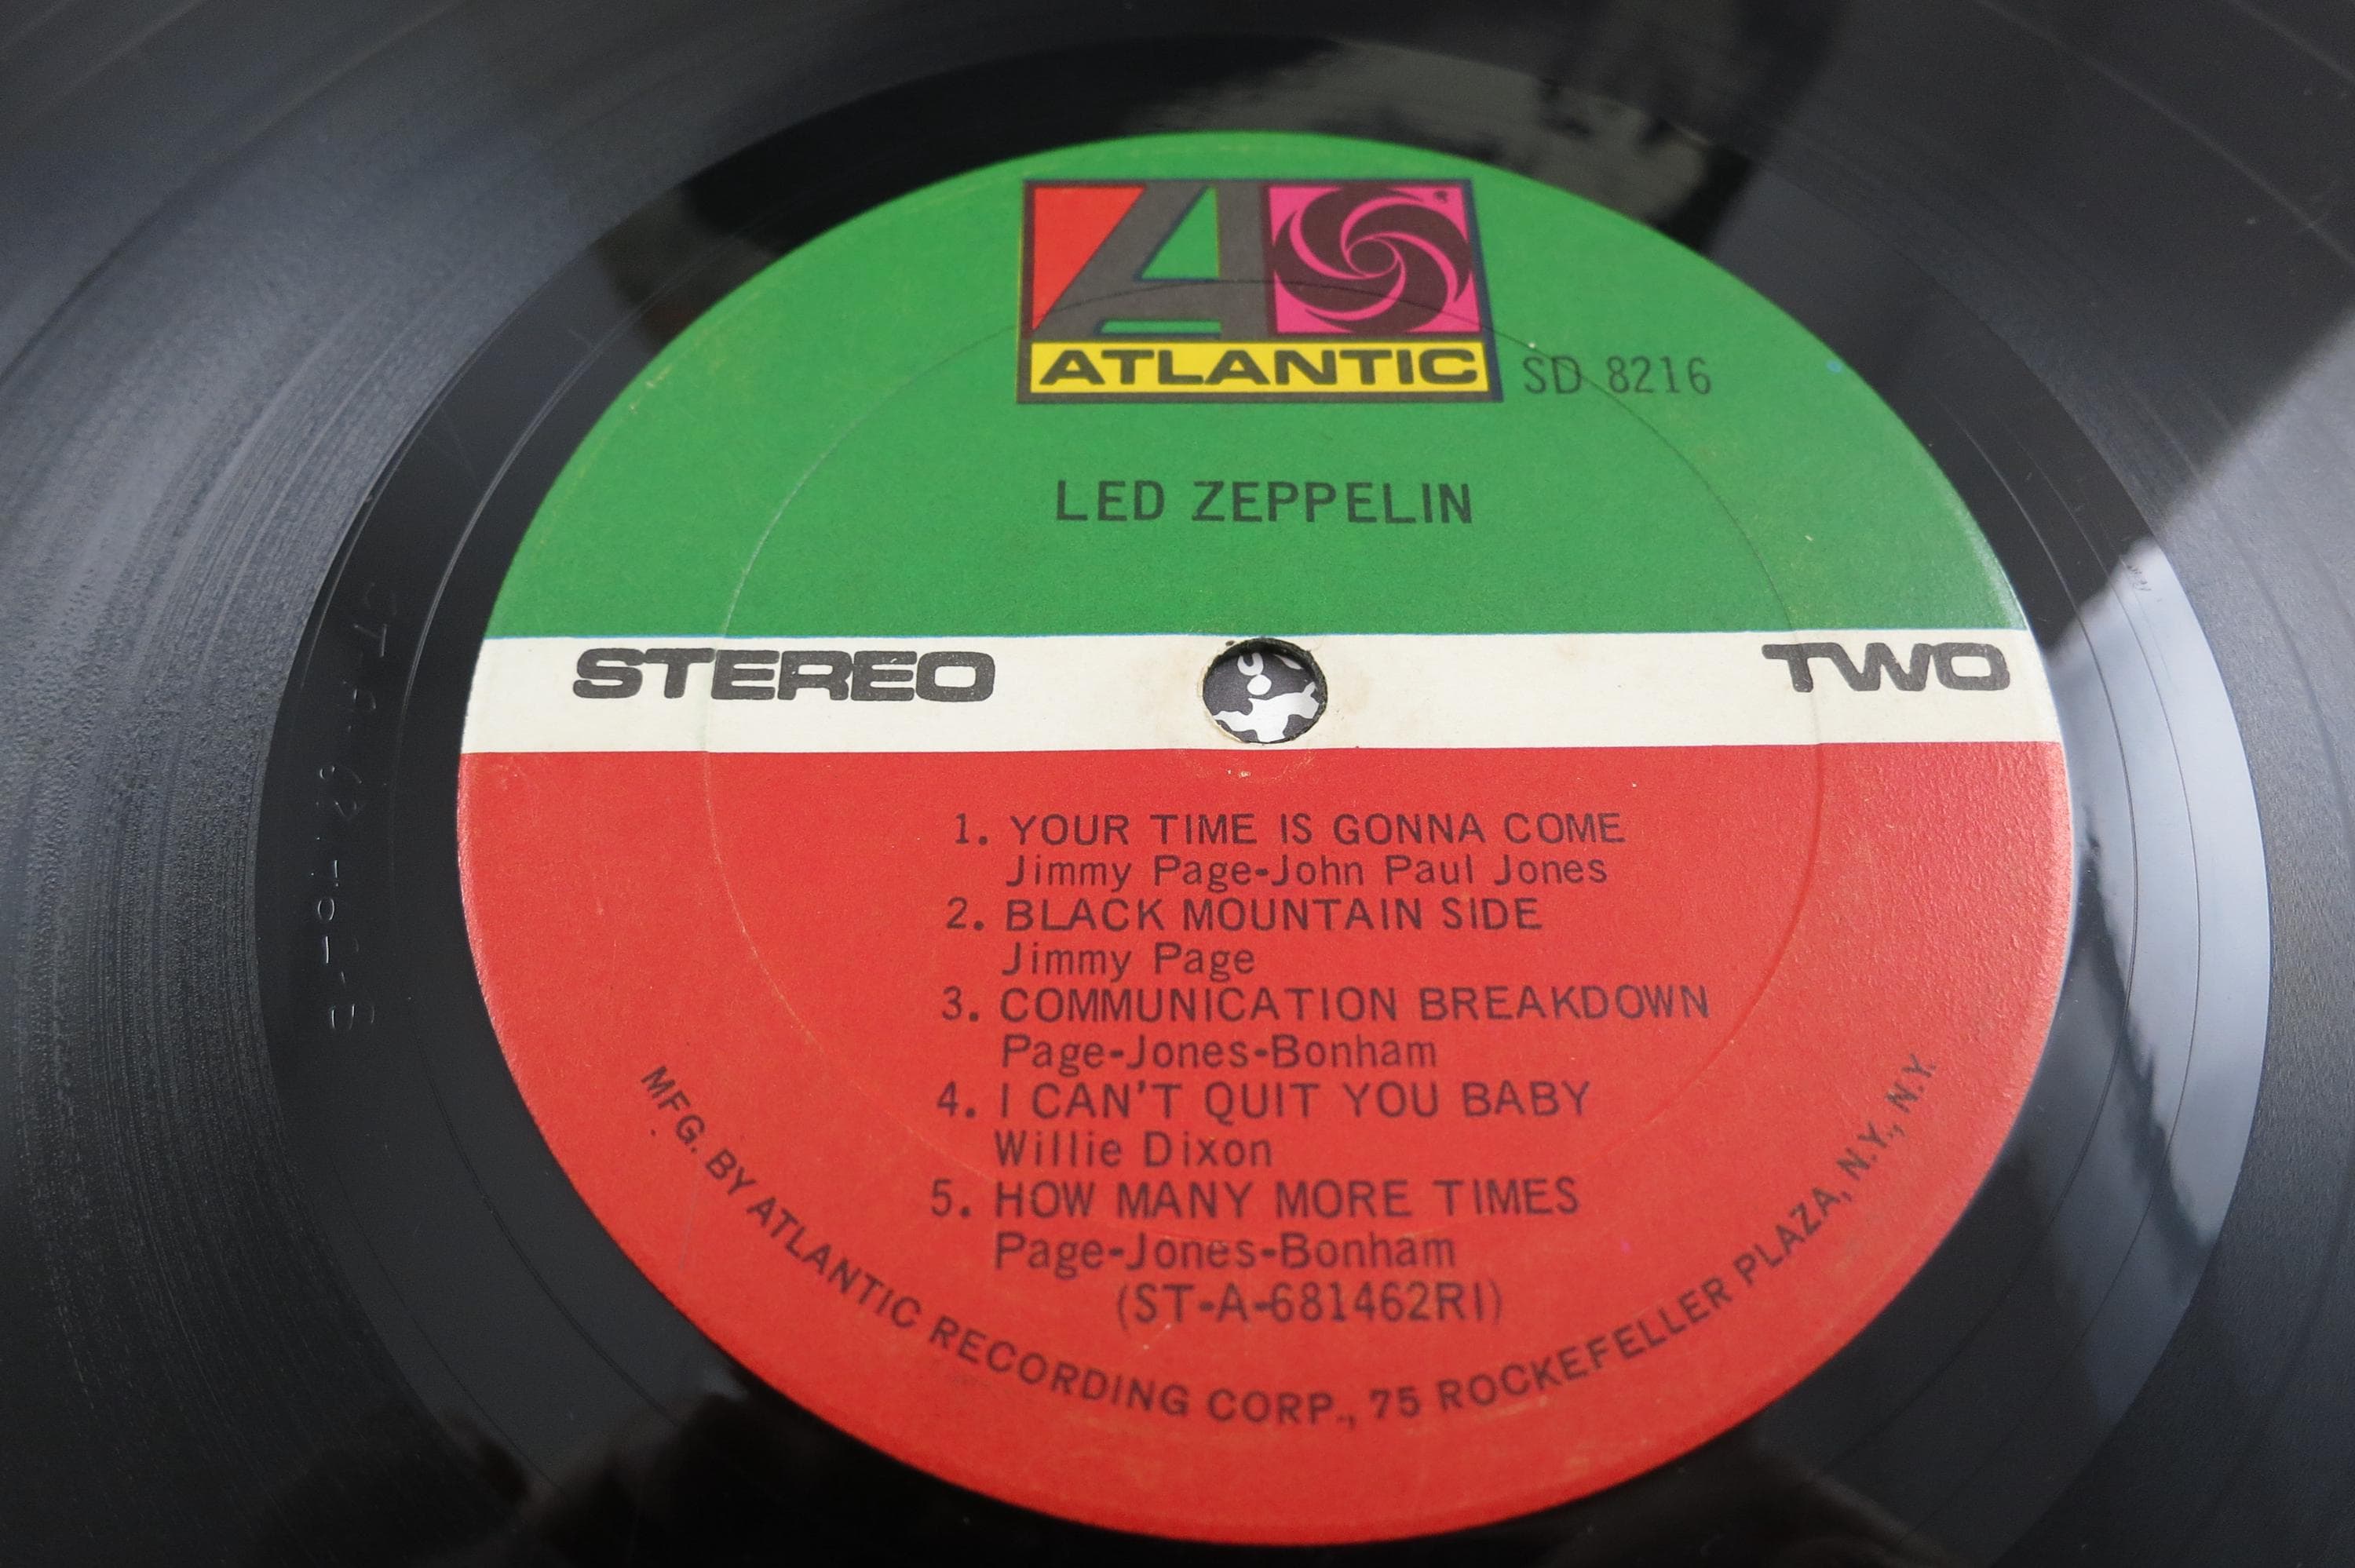 ATLANTIC
SD 8216
LED ZEPPELIN
STEREO
TWO
1. YOUR TIME IS GONNA COME
Jimmy Page-John Paul Jones
2. BLACK MOUNTAIN SIDE
Jimmy Page
3. COMMUNICATION BREAKDOWN
Page-Jones-Bonham
4. I CAN'T QUIT YOU BABY
Willie Dixon
5. HOW MANY MORE TIMES
Page-Jones-Bonham
(ST-A-681462RI)
MFG. BY ATLANTIC RECORDING CORP., 75 ROCKEFELLER PLAZA, N.Y., N.Y.